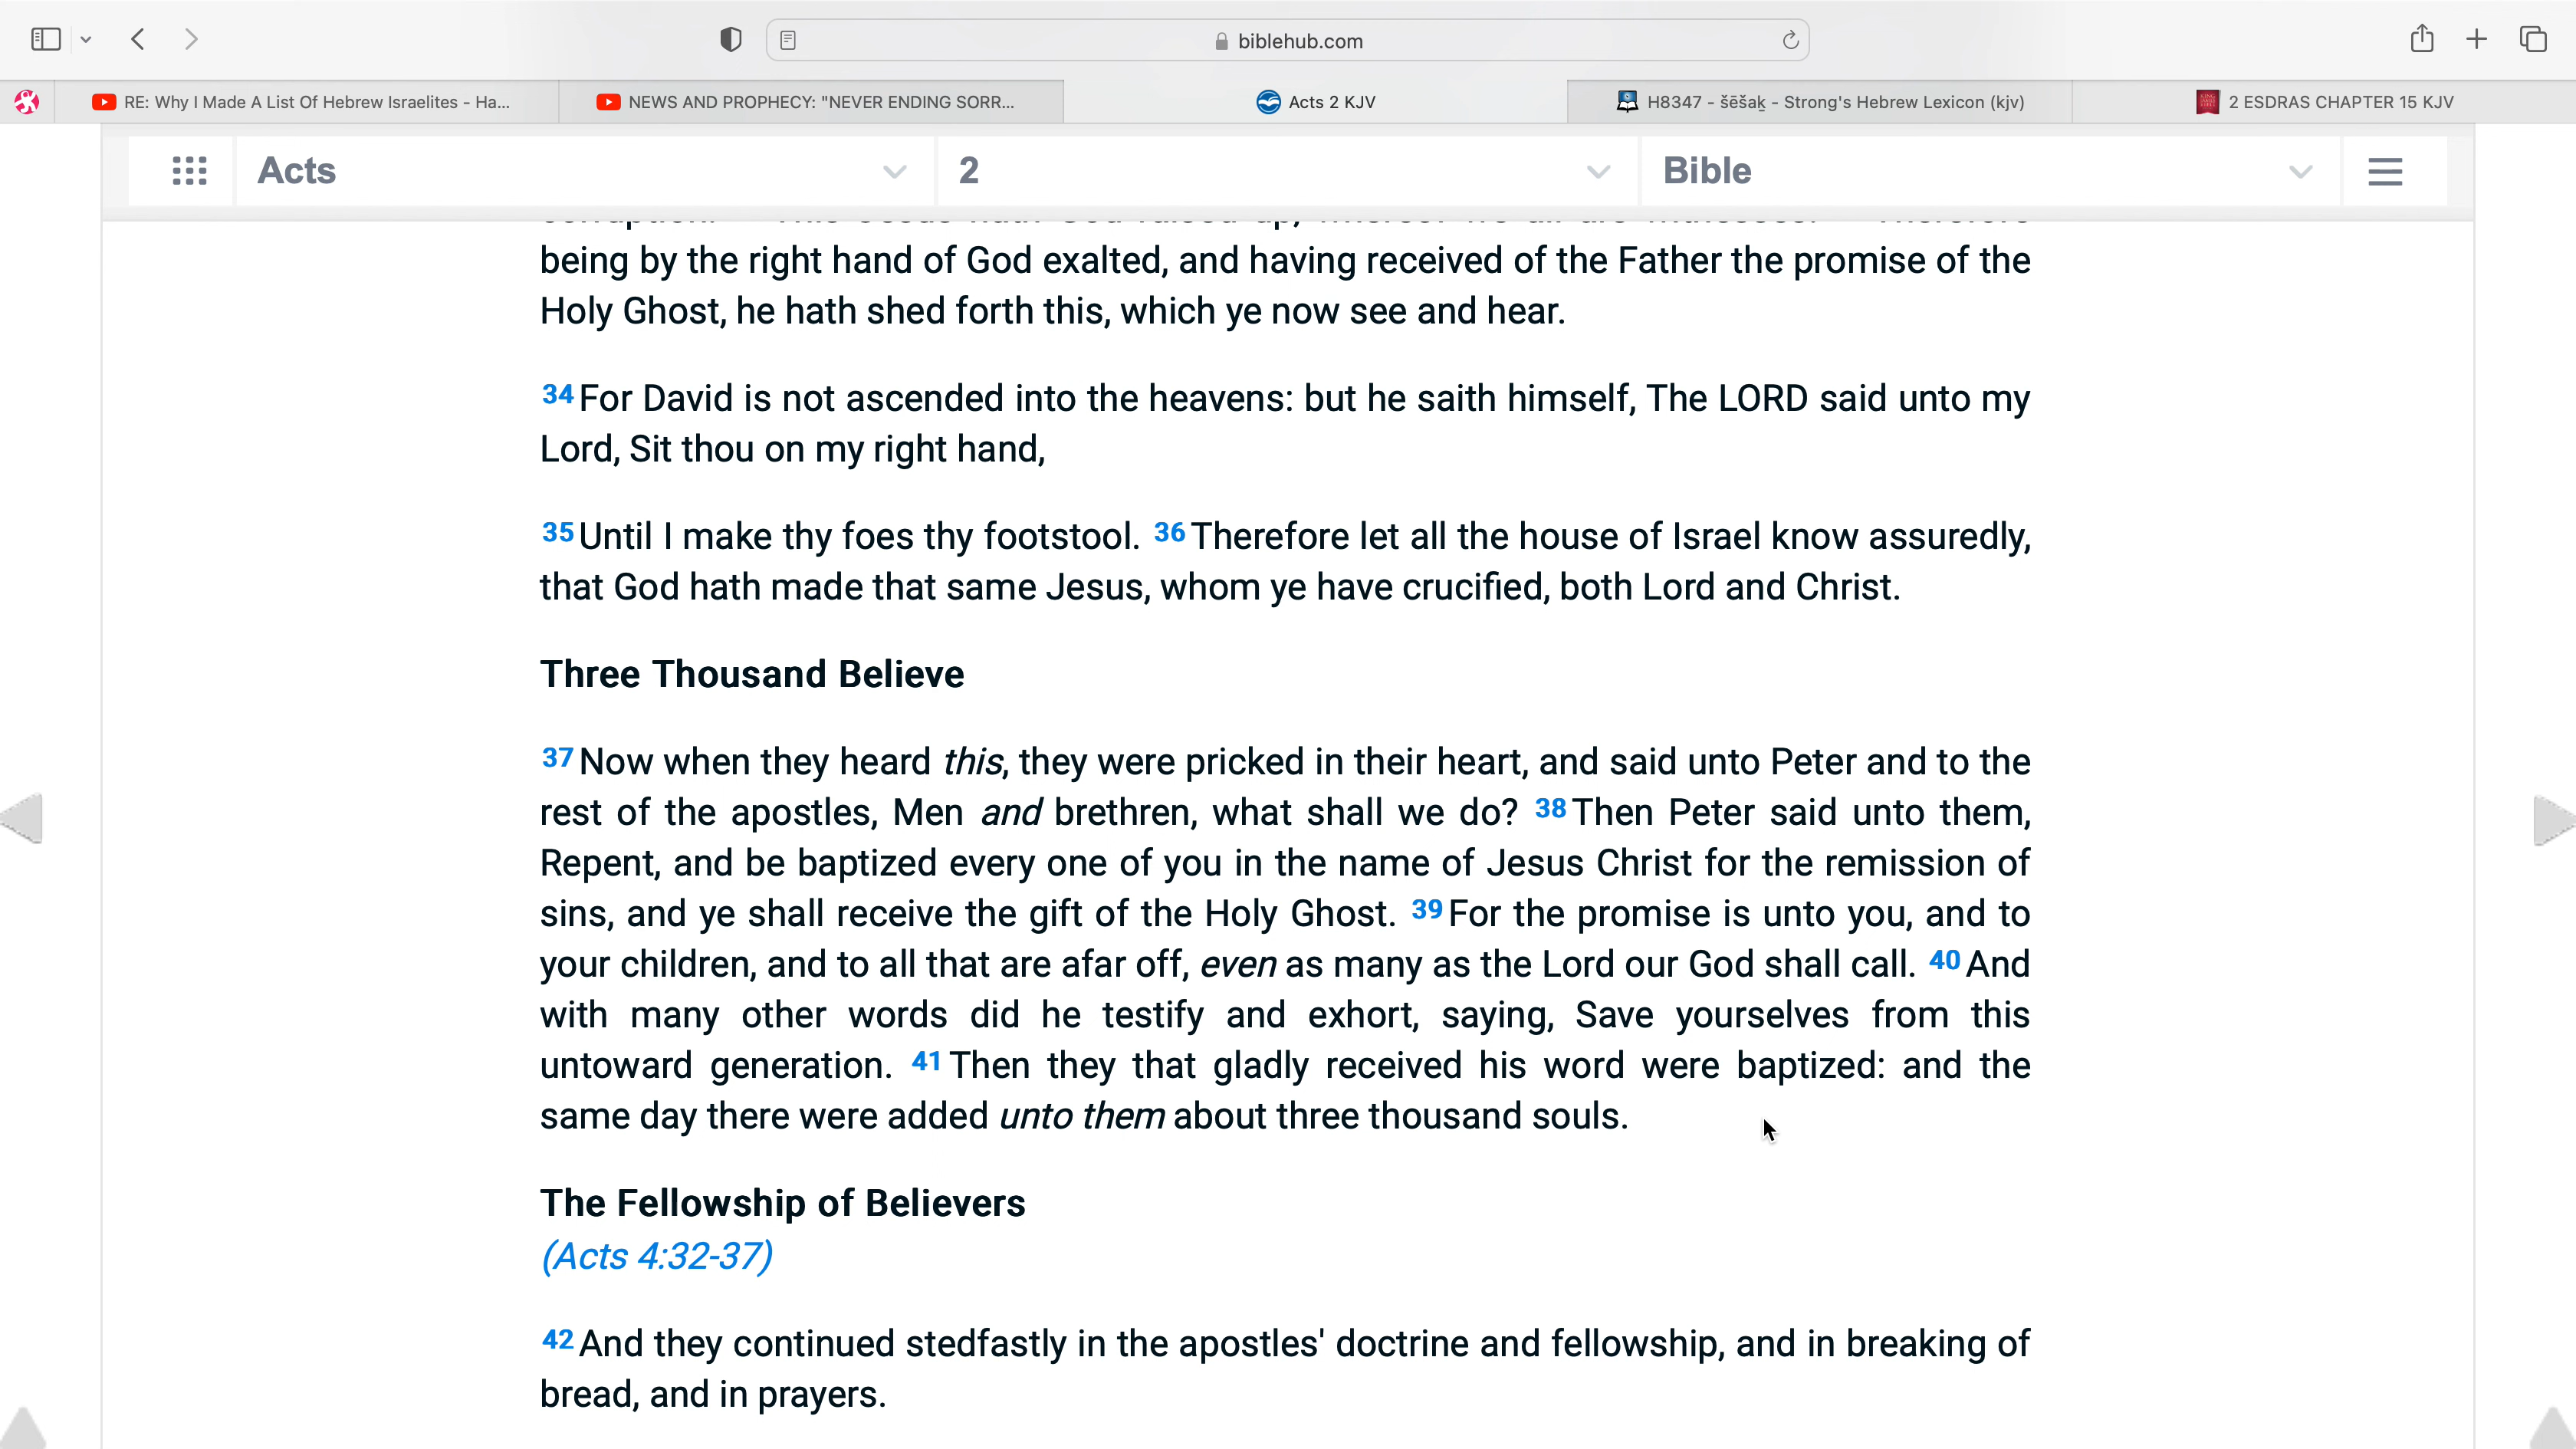 biblehub.com
RE: Why I Made A List Of Hebrew Israelites - Ha...
NEWS AND PROPHECY: "NEVER ENDING SORR...
Acts 2 KJV
H8347 - šēšaḵ - Strong's Hebrew Lexicon (kjv)
2 ESDRAS CHAPTER 15 KJV
Acts
2
Bible
being by the right hand of God exalted, and having received of the Father the promise of the
Holy Ghost, he hath shed forth this, which ye now see and hear.
34 For David is not ascended into the heavens: but he saith himself, The LORD said unto my
Lord, Sit thou on my right hand,
35 Until I make thy foes thy footstool. 36 Therefore let all the house of Israel know assuredly,
that God hath made that same Jesus, whom ye have crucified, both Lord and Christ.
Three Thousand Believe
37 Now when they heard this, they were pricked in their heart, and said unto Peter and to the
rest of the apostles, Men and brethren, what shall we do? 38 Then Peter said unto them,
Repent, and be baptized every one of you in the name of Jesus Christ for the remission of
sins, and ye shall receive the gift of the Holy Ghost. 39 For the promise is unto you, and to
your children, and to all that are afar off, even as many as the Lord our God shall call. 40 And
with many other words did he testify and exhort, saying, Save yourselves from this
untoward generation. 41 Then they that gladly received his word were baptized: and the
same day there were added unto them about three thousand souls.
The Fellowship of Believers
(Acts 4:32-37)
42 And they continued stedfastly in the apostles' doctrine and fellowship, and in breaking of
bread, and in prayers.